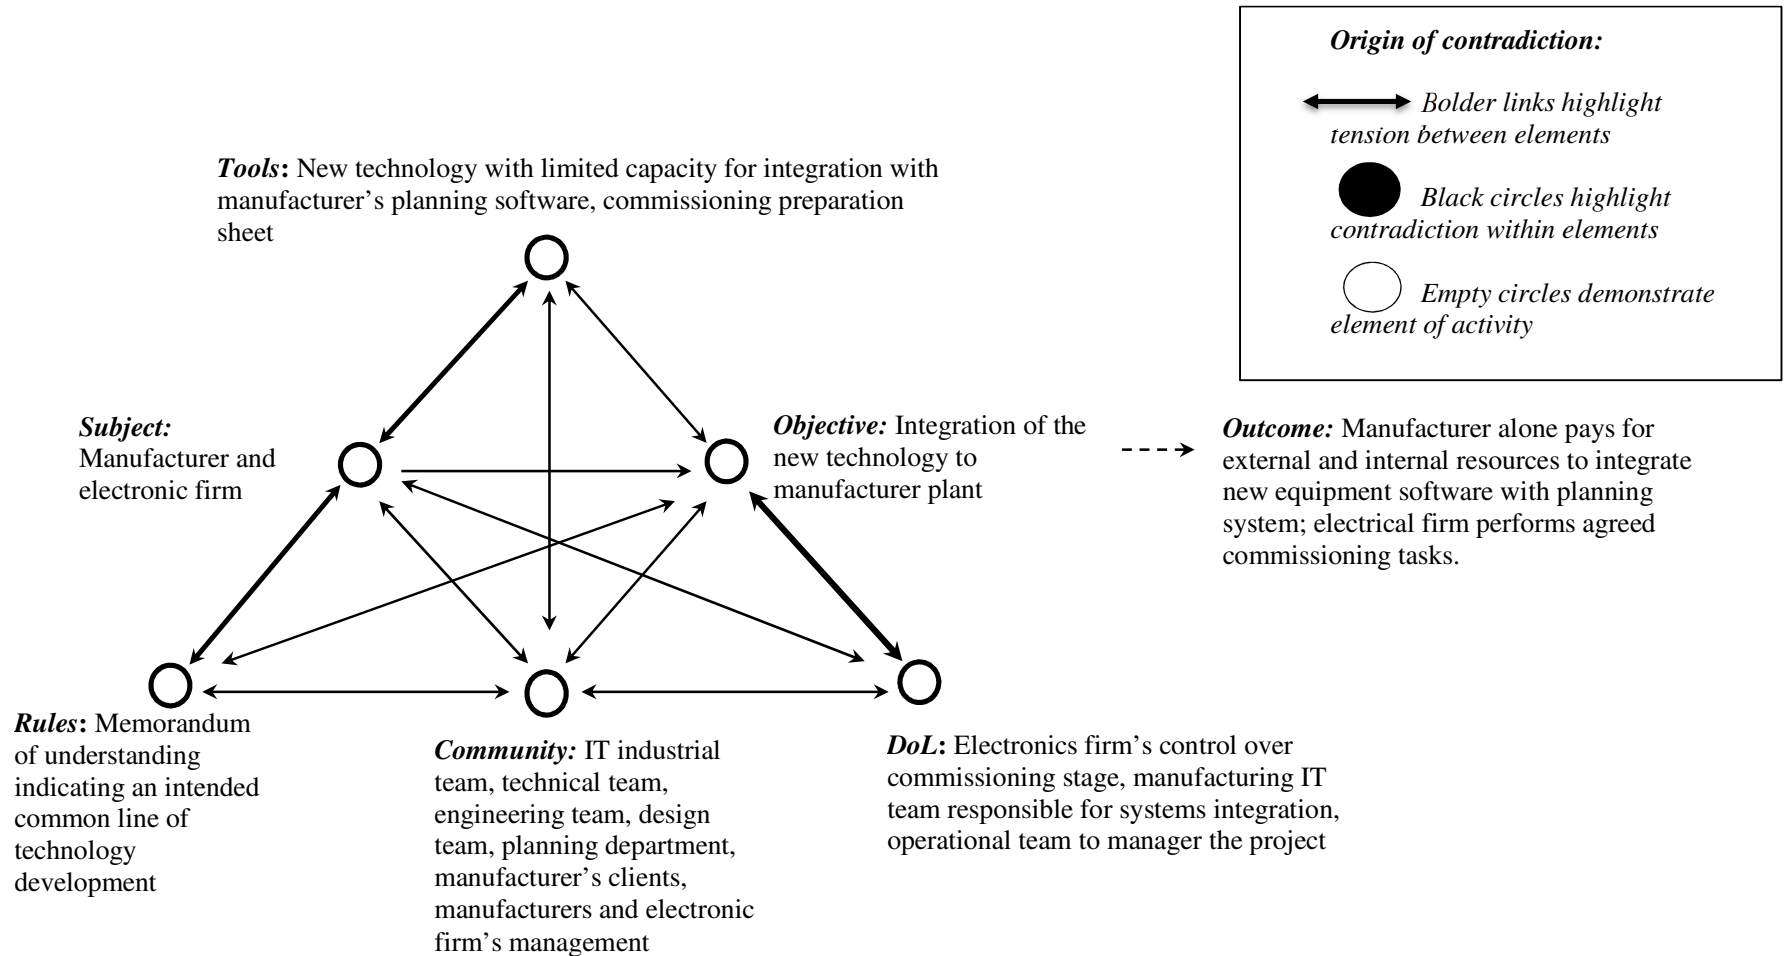 Origin of contradiction:
Bolder links highlight
tension between elements
Black circles highlight
contradiction within elements
Empty circles demonstrate
element of activity
Tools: New technology with limited capacity for integration with
manufacturer’s planning software, commissioning preparation
sheet
Subject:
Manufacturer and
electronic firm
Objective: Integration of the
new technology to
manufacturer plant
Outcome: Manufacturer alone pays for
external and internal resources to integrate
new equipment software with planning
system; electrical firm performs agreed
commissioning tasks.
Rules: Memorandum
of understanding
indicating an intended
common line of
technology
development
Community: IT industrial
team, technical team,
engineering team, design
team, planning department,
manufacturer’s clients,
manufacturers and electronic
firm’s management
DoL: Electronics firm’s control over
commissioning stage, manufacturing IT
team responsible for systems integration,
operational team to manager the project